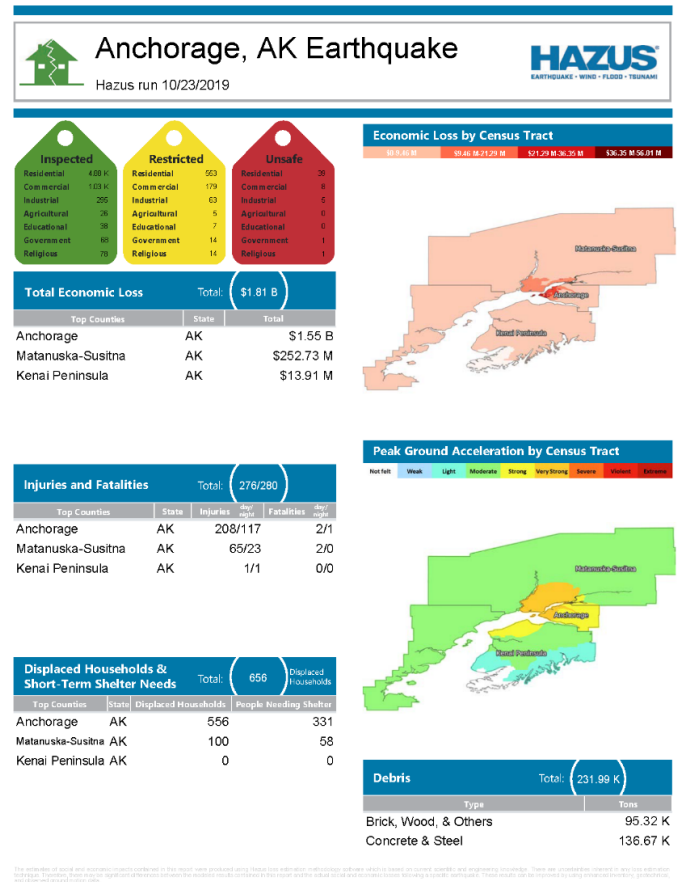 Anchorage, AK Earthquake
Hazus run 10/23/2019
HAZUS®
EARTHQUAKE • WIND • FLOOD • TSUNAMI
Inspected
Residential 4.88 K
Commercial 1.03 K
Industrial 295
Agricultural 26
Educational 38
Government 68
Religious 78
Restricted
Residential 553
Commercial 179
Industrial 63
Agricultural 5
Educational 7
Government 14
Religious 14
Unsafe
Residential 39
Commercial 8
Industrial 5
Agricultural 0
Educational 0
Government 1
Religious 1
Total Economic Loss Total: $1.81 B
Top Counties State Total
Anchorage AK $1.55 B
Matanuska-Susitna AK $252.73 M
Kenai Peninsula AK $13.91 M
Injuries and Fatalities Total: 276/280
Top Counties State Injuries day/night Fatalities day/night
Anchorage AK 208/117 2/1
Matanuska-Susitna AK 65/23 2/0
Kenai Peninsula AK 1/1 0/0
Displaced Households &
Short-Term Shelter Needs Total: 656 Displaced Households
Top Counties State Displaced Households People Needing Shelter
Anchorage AK 556 331
Matanuska-Susitna AK 100 58
Kenai Peninsula AK 0 0
Economic Loss by Census Tract
$9.46 M-21.29 M $21.29 M-36.35 M $36.35 M-56.01 M
Matanuska-Susitna
Anchorage
Kenai Peninsula
Peak Ground Acceleration by Census Tract
Not felt Weak Light Moderate Strong Very Strong Severe Violent Extreme
Matanuska-Susitna
Anchorage
Kenai Peninsula
Debris Total: 231.99 K
Type Tons
Brick, Wood, & Others 95.32 K
Concrete & Steel 136.67 K